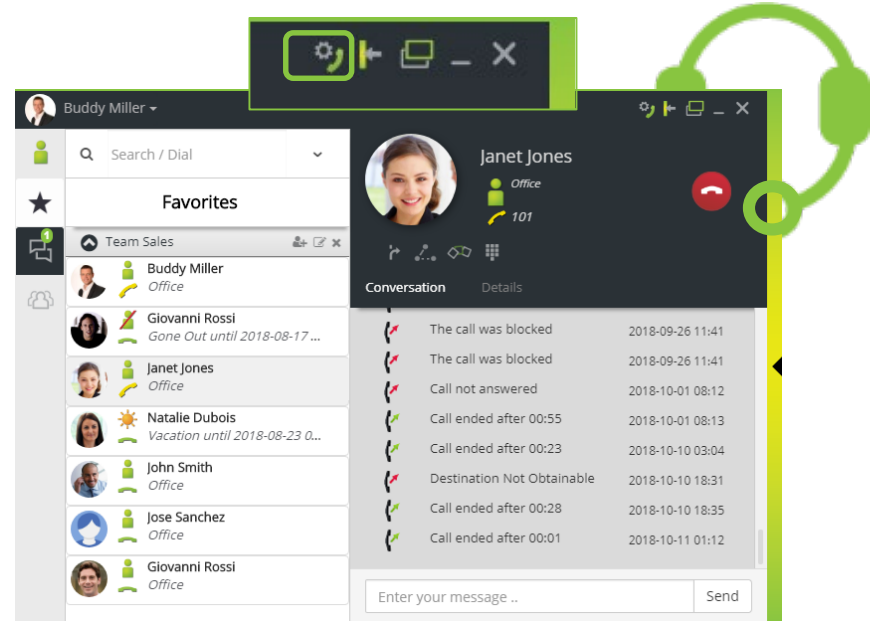 Buddy Miller
Search / Dial
Favorites
1
Team Sales
Buddy Miller
Office
Giovanni Rossi
Gone Out until 2018-08-17 ...
Janet Jones
Office
Natalie Dubois
Vacation until 2018-08-23 0...
John Smith
Office
Jose Sanchez
Office
Giovanni Rossi
Office
Janet Jones
Office
101
Conversation Details
The call was blocked 2018-09-26 11:41
The call was blocked 2018-09-26 11:41
Call not answered 2018-10-01 08:12
Call ended after 00:55 2018-10-01 08:13
Call ended after 00:23 2018-10-10 03:04
Destination Not Obtainable 2018-10-10 18:31
Call ended after 00:28 2018-10-10 18:35
Call ended after 00:01 2018-10-11 01:12
Enter your message .. Send